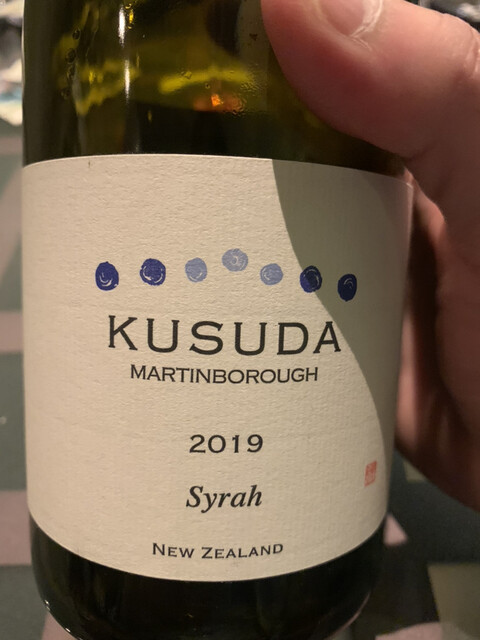 KUSUDA
MARTINBOROUGH
2019
Syrah
NEW ZEALAND